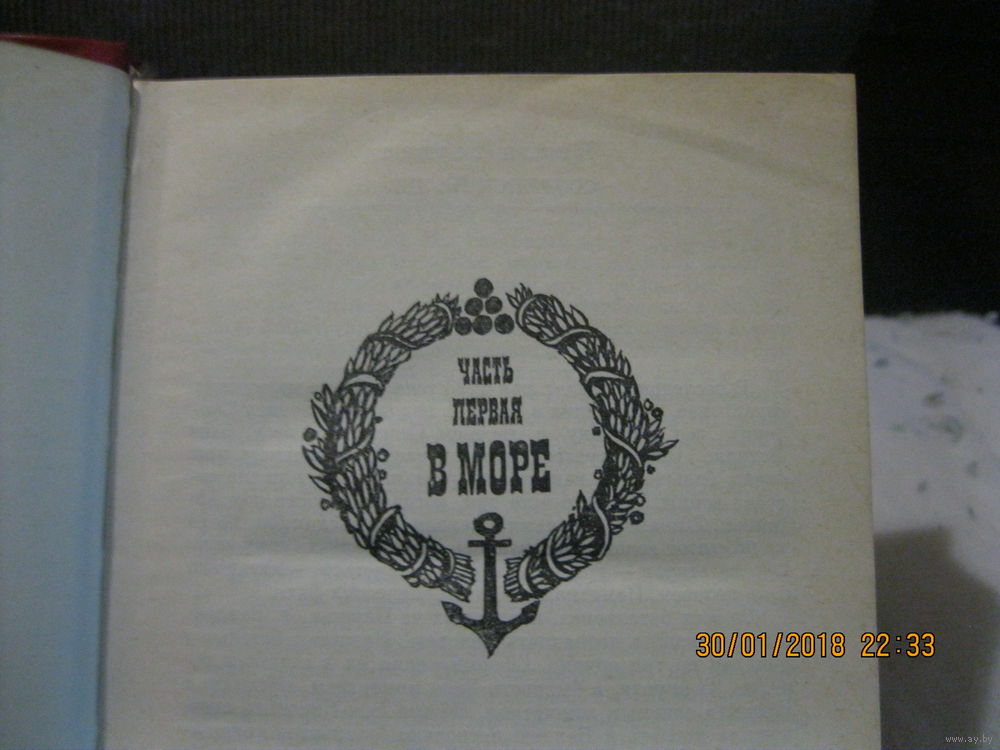 ЧАСТЬ
ПЕРВАЯ
В МОРЕ
30/01/2018 22:33
www.ay.by